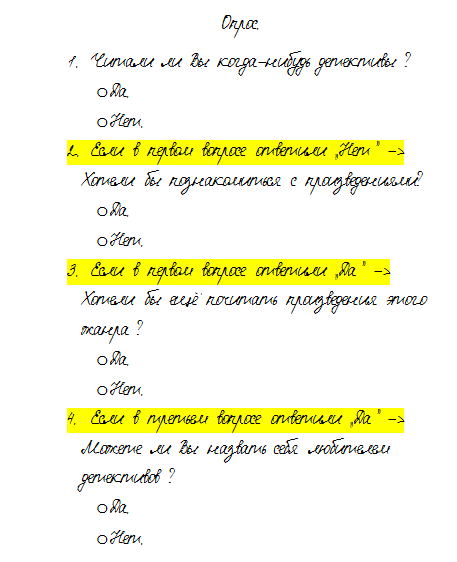 Опрос.
1. Читали ли Вы когда-нибудь детективы?
Да.
Нет.
2. Если в первом вопросе ответили „Нет" ->
Хотели бы познакомиться с произведениями?
Да.
Нет.
3. Если в первом вопросе ответили „Да" ->
Хотели бы ещё почитать произведения этого
жанра?
Да.
Нет.
4. Если в третьем вопросе ответили „Да" ->
Можете ли Вы назвать себя любителем
детективов?
Да.
Нет.